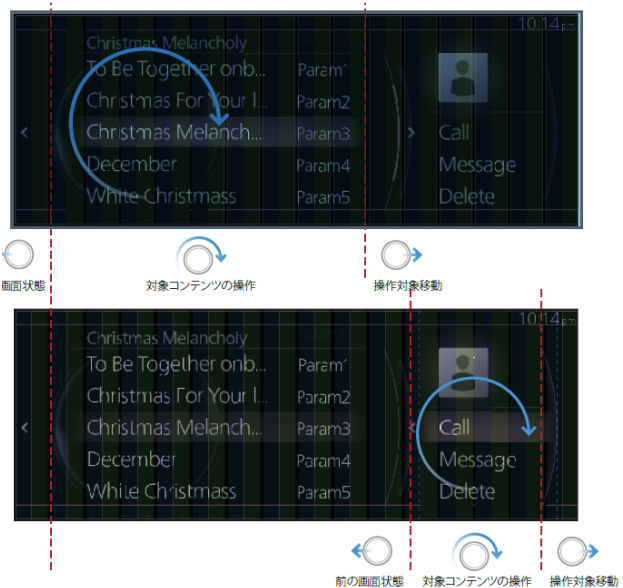 10:14 pm
Christmas Melancholy
To Be Together onb... Param1
Christmas For Your I... Param2
‹ Christmas Melanch... Param3 › Call
December Param4 Message
White Christmass Param5 Delete
画面状態 対象コンテンツの操作 操作対象移動
10:14 pm
Christmas Melancholy
To Be Together onb... Param1
Christmas For Your I... Param2
‹ Christmas Melanch... Param3 ‹ Call
December Param4 Message
White Christmass Param5 Delete
前の画面状態 対象コンテンツの操作 操作対象移動